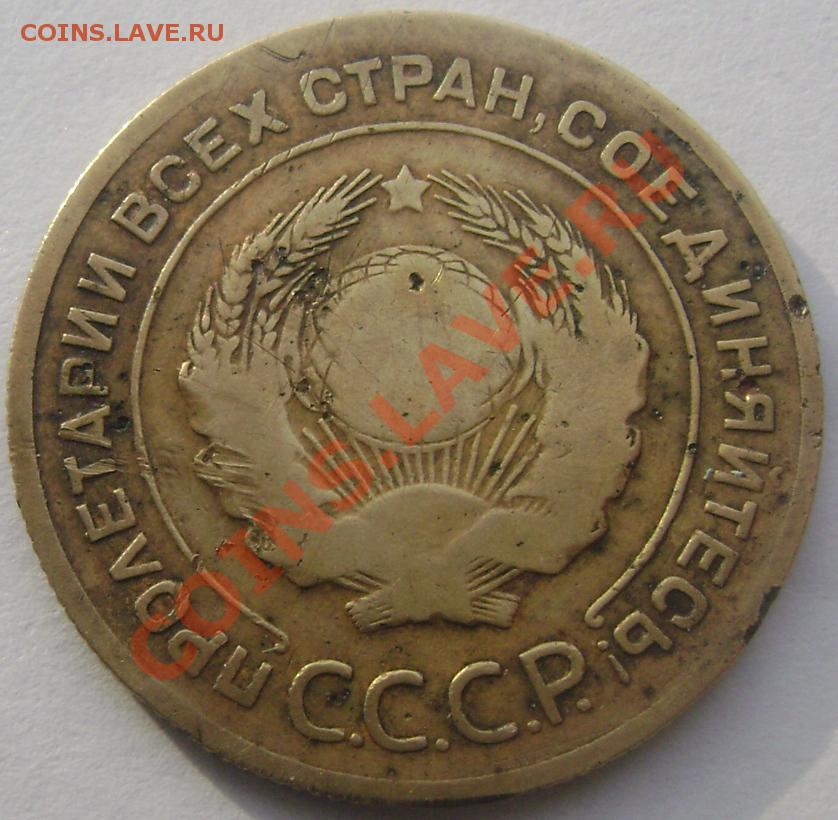 COINS.LAVE.RU
ПРОЛЕТАРИИ ВСЕХ СТРАН, СОЕДИНЯЙТЕСЬ!
С.С.С.Р.
COINS.LAVE.RU